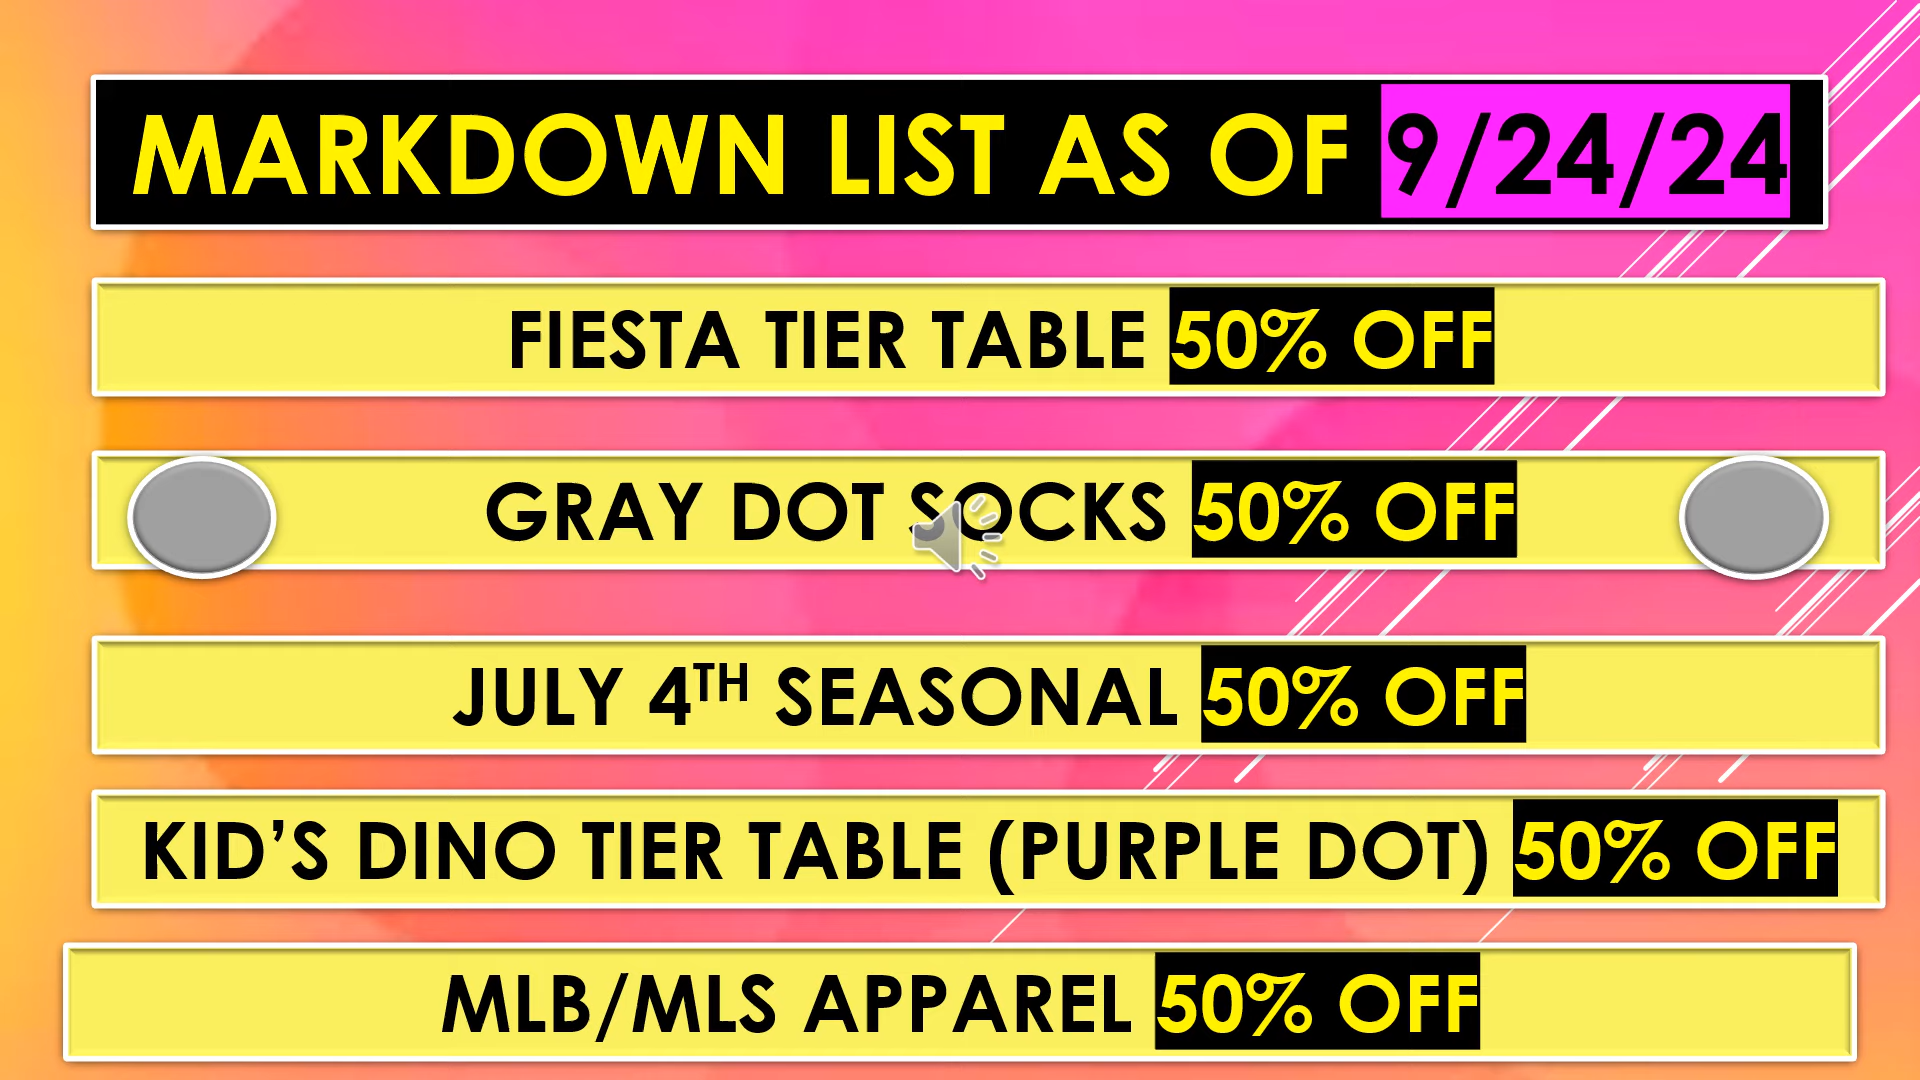 MARKDOWN LIST AS OF 9/24/24
FIESTA TIER TABLE 50% OFF
GRAY DOT SOCKS 50% OFF
JULY 4TH SEASONAL 50% OFF
KID’S DINO TIER TABLE (PURPLE DOT) 50% OFF
MLB/MLS APPAREL 50% OFF